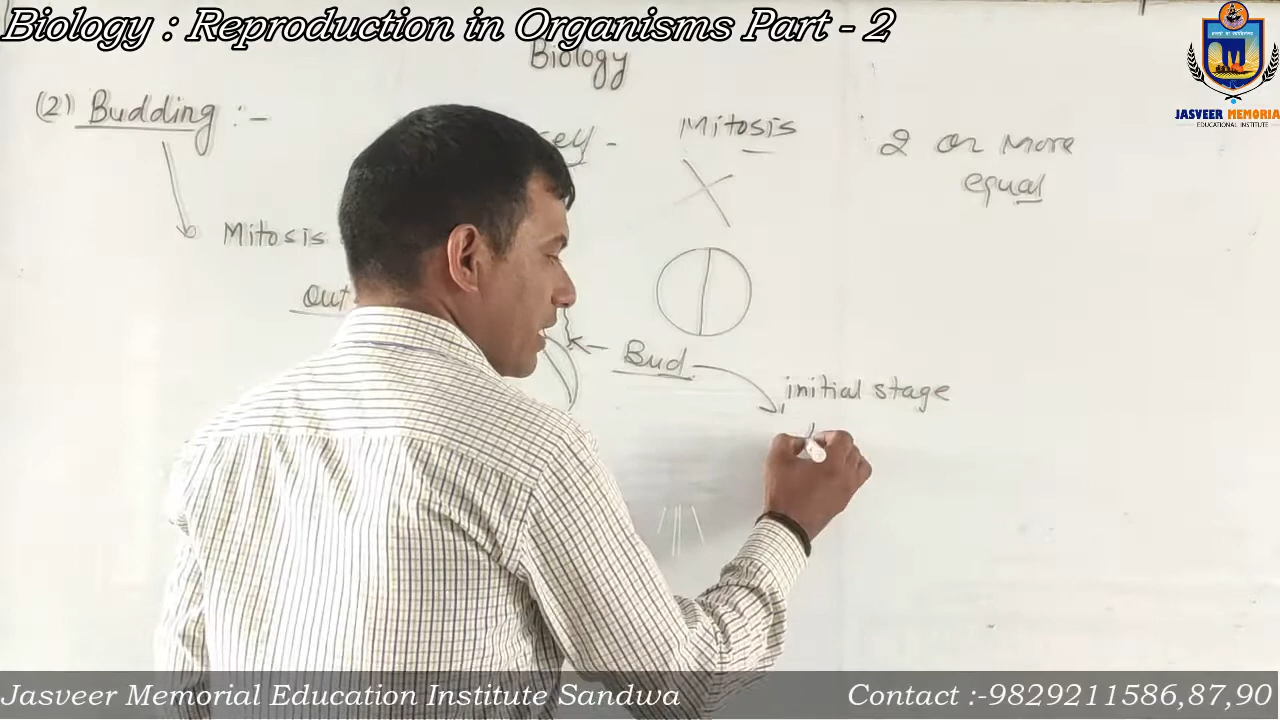 Biology : Reproduction in Organisms Part - 2
JASVEER MEMORIA
EDUCATIONAL INSTITUTE
Biology
(2) Budding :-
Mitosis
2 or more
equal
Mitosis
Out
Bud
initial stage
Jasveer Memorial Education Institute Sandwa
Contact :-9829211586,87,90